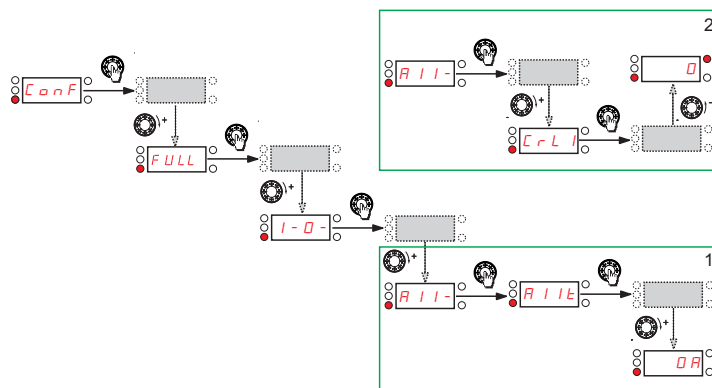 2
ConF
AI1-
0
+
+
-
CrL1
FULL
+
I-O-
+
1
AI1-
AI1t
+
0A